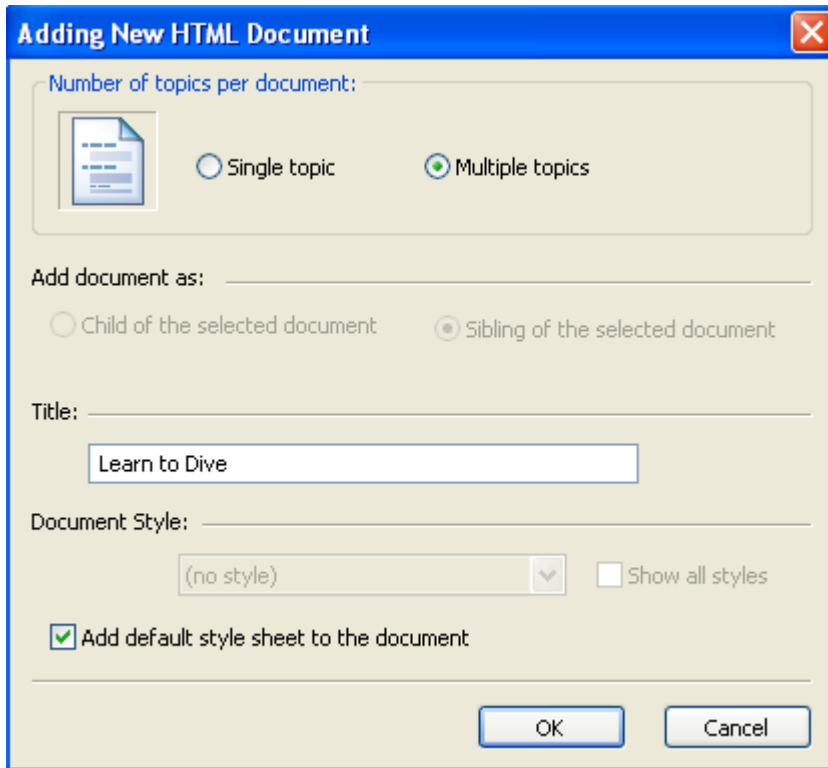 Adding New HTML Document
Number of topics per document:
Single topic Multiple topics
Add document as:
Child of the selected document Sibling of the selected document
Title:
Learn to Dive
Document Style:
(no style) Show all styles
Add default style sheet to the document
OK Cancel